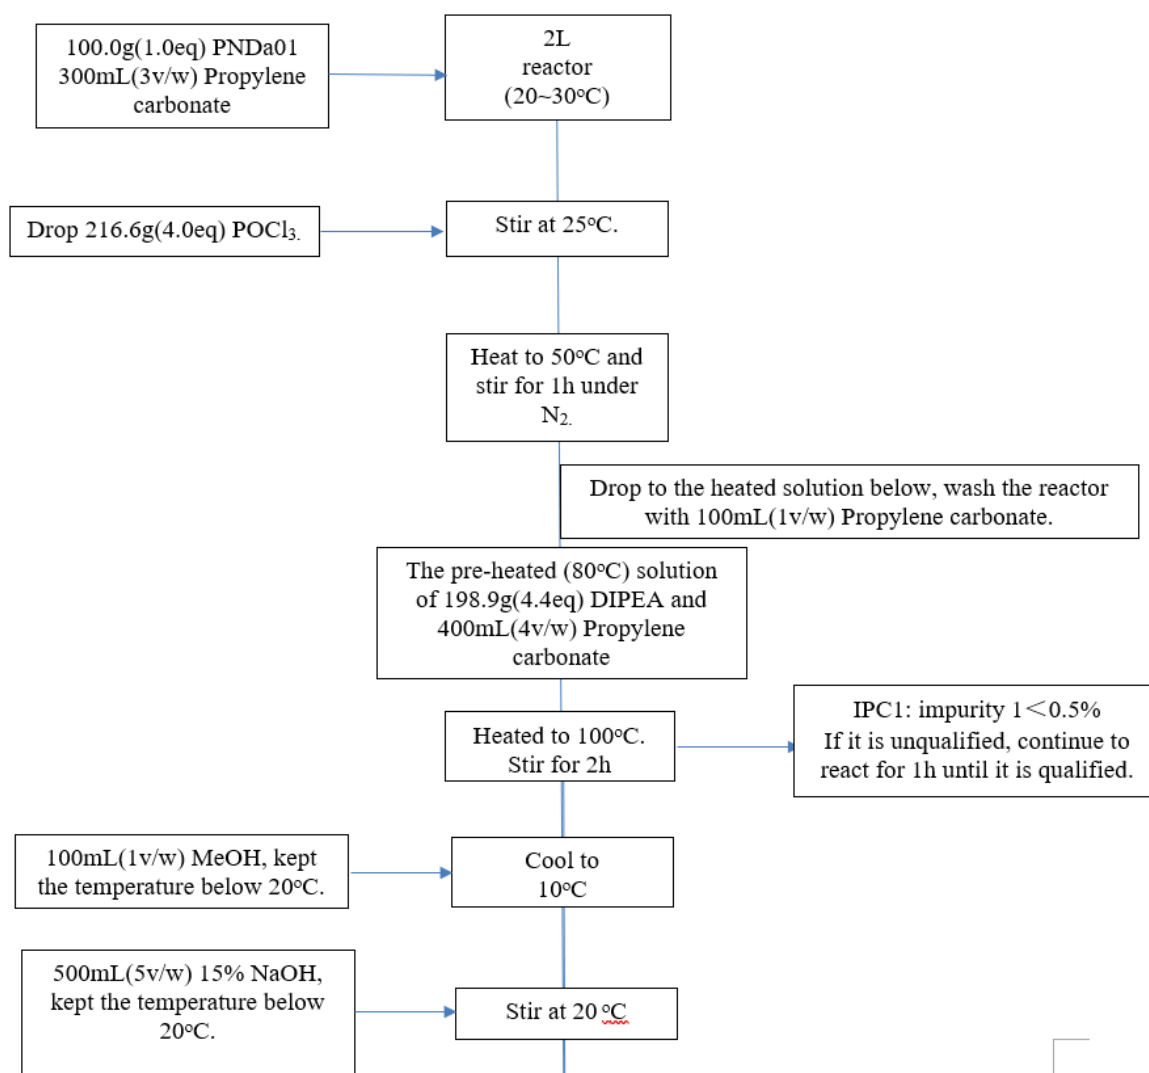 100.0g(1.0eq) PNDa01
300mL(3v/w) Propylene
carbonate
2L
reactor
(20~30°C)
Drop 216.6g(4.0eq) POCl₃.
Stir at 25°C.
Heat to 50°C and
stir for 1h under
N₂.
Drop to the heated solution below, wash the reactor
with 100mL(1v/w) Propylene carbonate.
The pre-heated (80°C) solution
of 198.9g(4.4eq) DIPEA and
400mL(4v/w) Propylene
carbonate
Heated to 100°C.
Stir for 2h
IPC1: impurity 1＜0.5%
If it is unqualified, continue to
react for 1h until it is qualified.
100mL(1v/w) MeOH, kept
the temperature below 20°C.
Cool to
10°C
500mL(5v/w) 15% NaOH,
kept the temperature below
20°C.
Stir at 20 °C